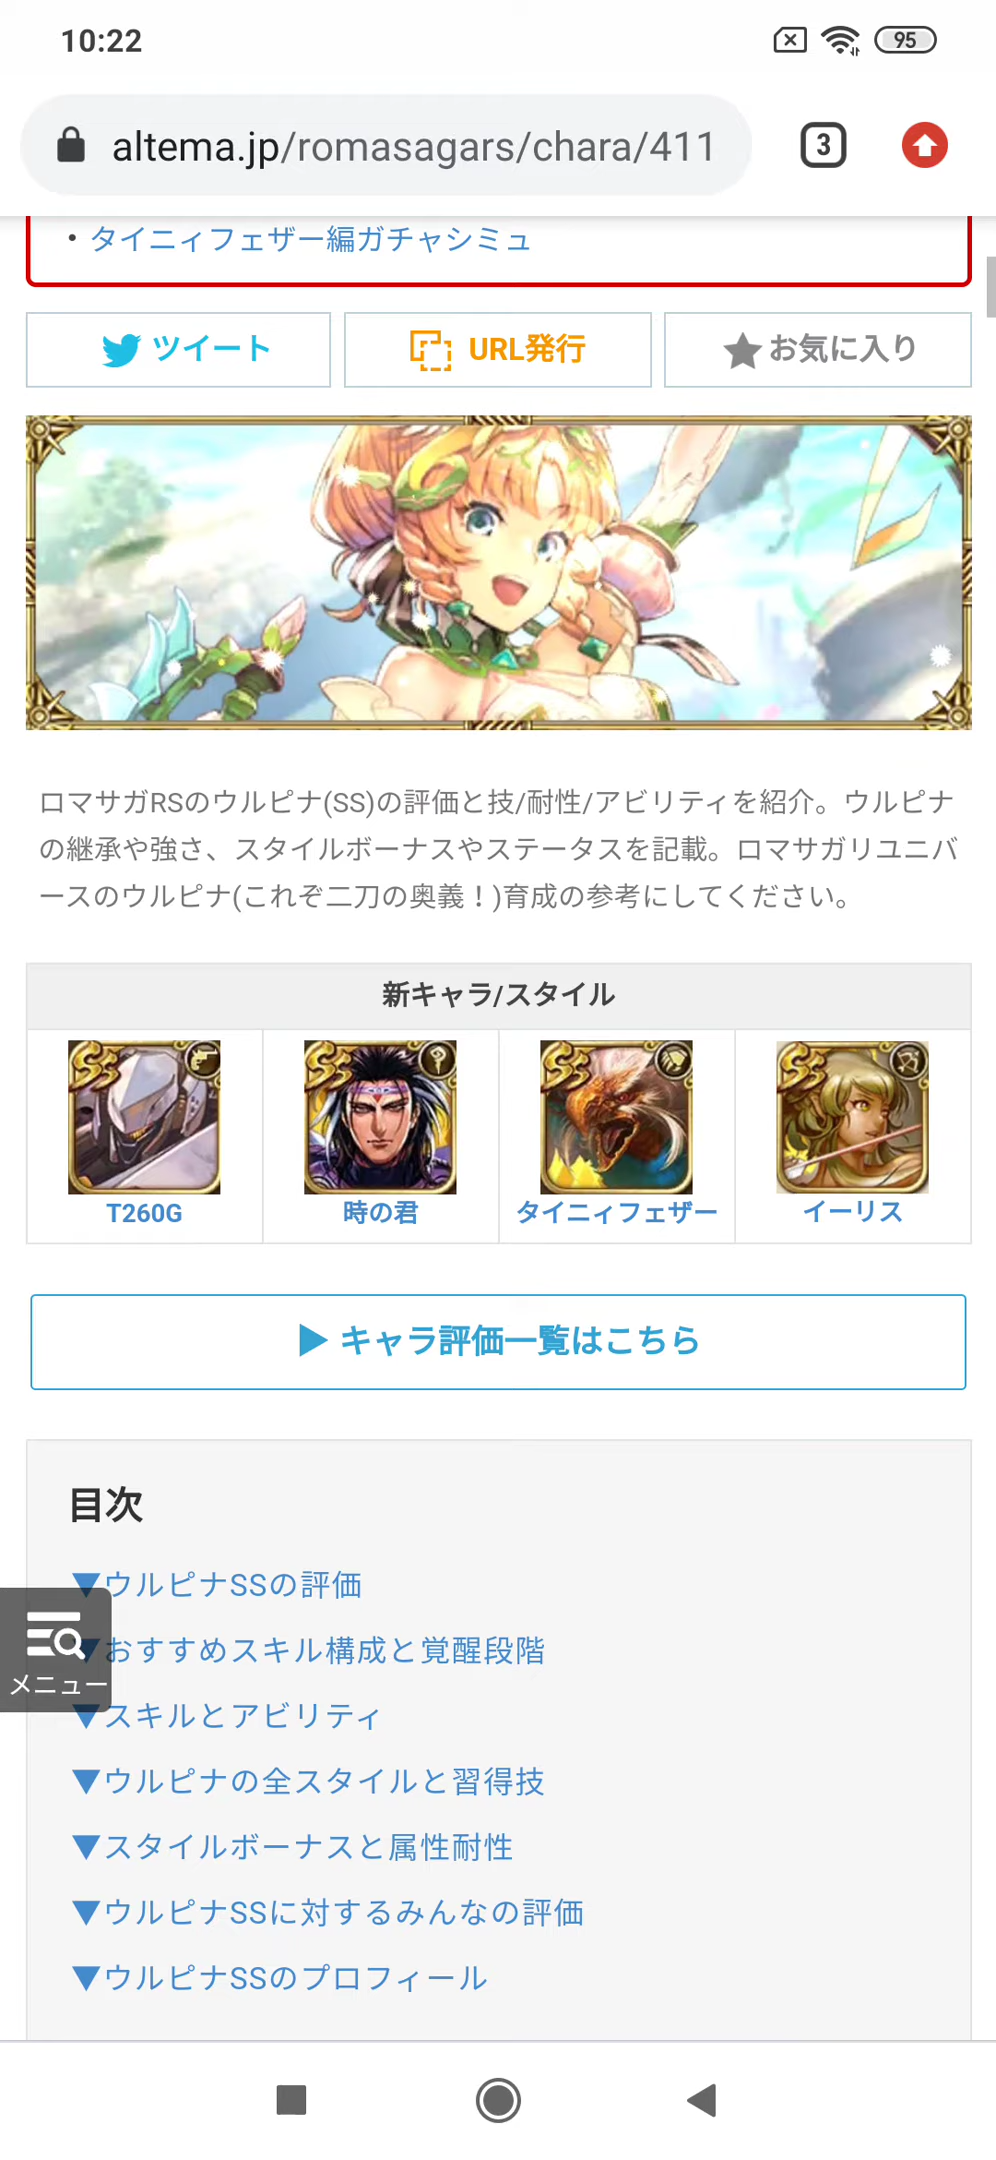 10:22
95
altema.jp/romasagars/chara/411
3
・タイニィフェザー編ガチャシミュ
ツイート
URL発行
お気に入り
ロマサガRSのウルピナ(SS)の評価と技/耐性/アビリティを紹介。ウルピナ
の継承や強さ、スタイルボーナスやステータスを記載。ロマサガリユニバ
ースのウルピナ(これぞ二刀の奥義！)育成の参考にしてください。
新キャラ/スタイル
SS
SS
SS
SS
T260G
時の君
タイニィフェザー
イーリス
▶ キャラ評価一覧はこちら
目次
▼ウルピナSSの評価
▼おすすめスキル構成と覚醒段階
メニュー
▼スキルとアビリティ
▼ウルピナの全スタイルと習得技
▼スタイルボーナスと属性耐性
▼ウルピナSSに対するみんなの評価
▼ウルピナSSのプロフィール